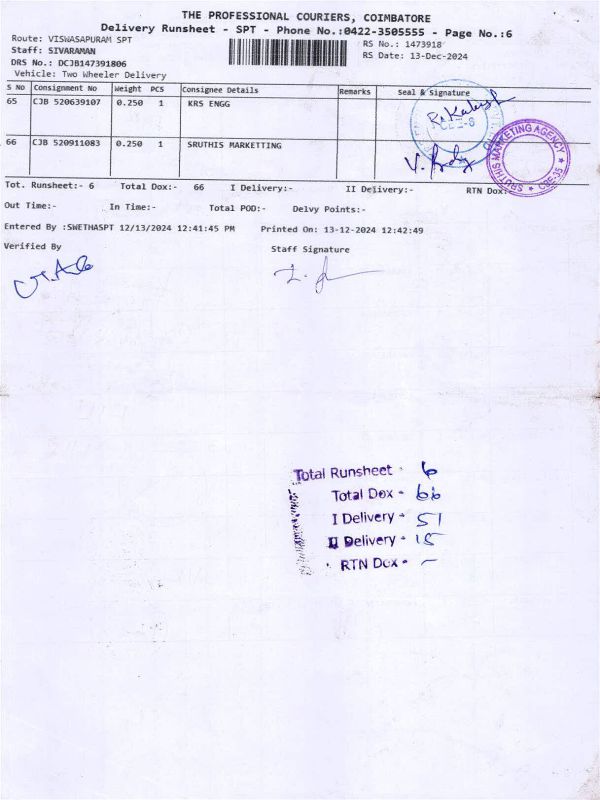 THE PROFESSIONAL COURIERS, COIMBATORE
Delivery Runsheet - SPT - Phone No.:0422-3505555 - Page No.:6
Route: VISWASAPURAM SPT
RS No.: 1473918
Staff: SIVARAMAN
RS Date: 13-Dec-2024
DRS No.: DCJB147391806
Vehicle: Two Wheeler Delivery
S No Consignment No Weight PCS Consignee Details Remarks Seal & Signature
65 CJB 520639107 0.250 1 KRS ENGG
CBE-6
66 CJB 520911083 0.250 1 SRUTHIS MARKETTING
SRUTHIS MARKETING AGENCY ★ CBE-35 ★
Tot. Runsheet:- 6 Total Dox:- 66 I Delivery:- II Delivery:- RTN Dox:-
Out Time:- In Time:- Total POD:- Delvy Points:-
Entered By :SWETHASPT 12/13/2024 12:41:45 PM Printed On: 13-12-2024 12:42:49
Verified By Staff Signature
Total Runsheet - 6
Total Dox - 66
I Delivery - 51
II Delivery - 15
RTN Dox - -